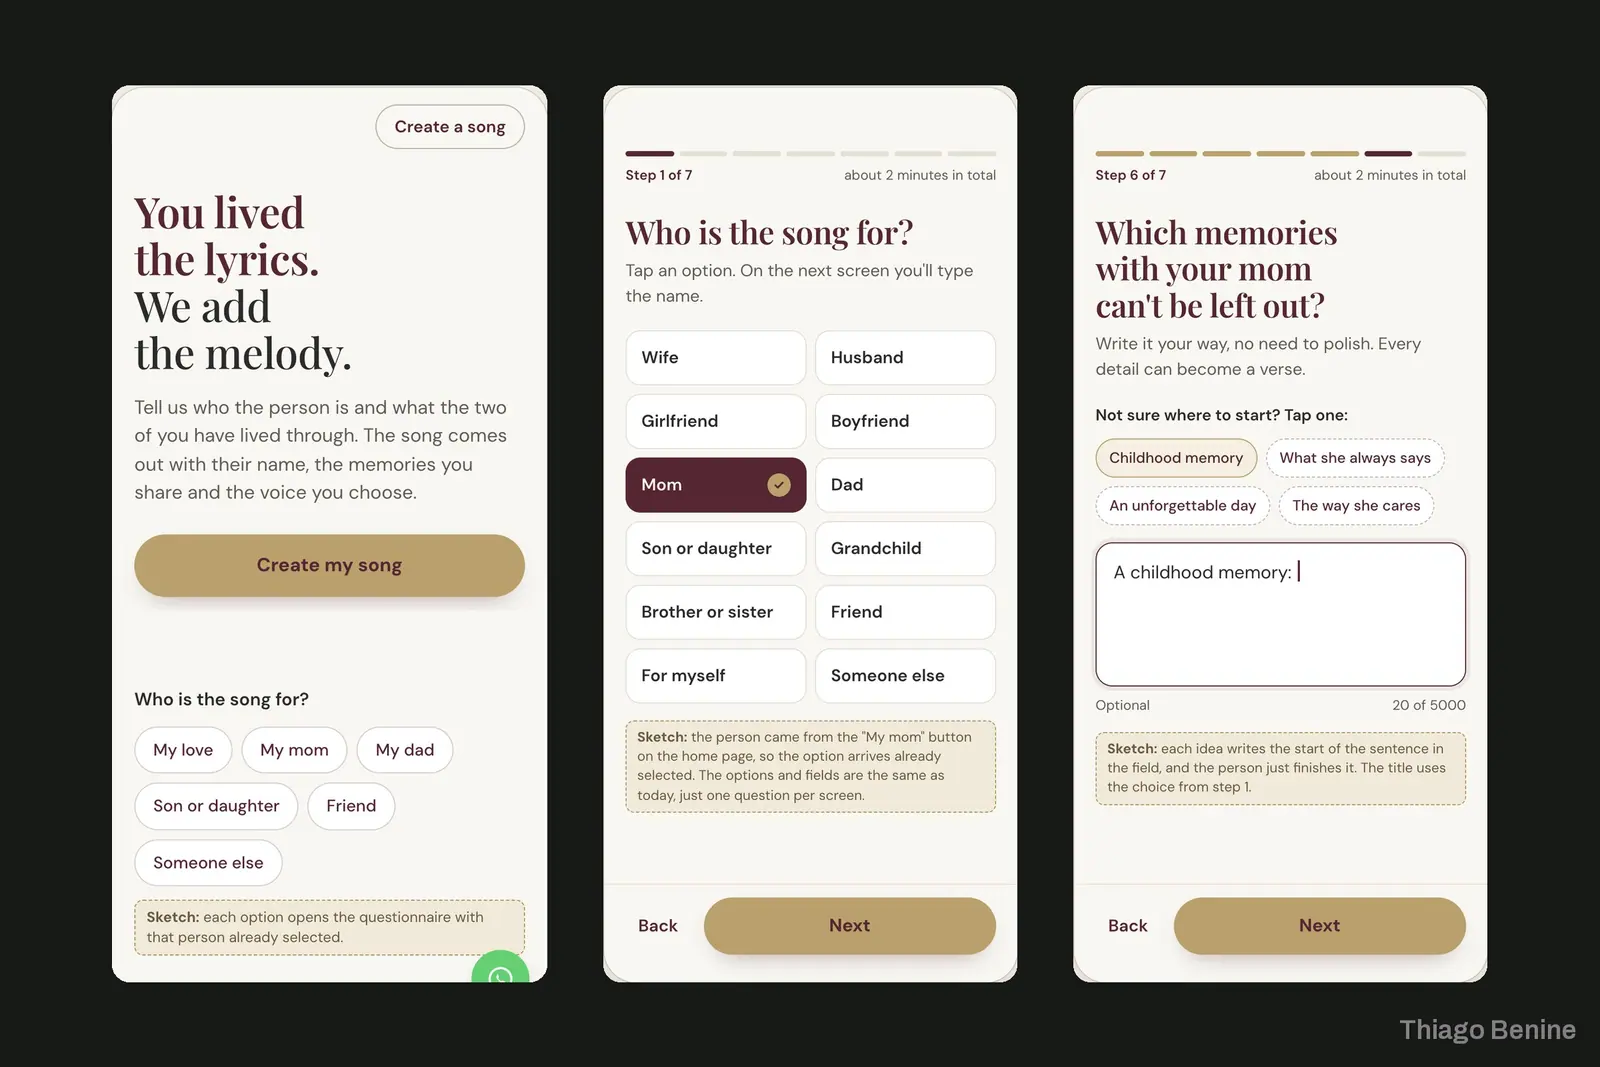 Create a song
You lived
the lyrics.
We add
the melody.
Tell us who the person is and what the two
of you have lived through. The song comes
out with their name, the memories you
share and the voice you choose.
Create my song
Who is the song for?
My love
My mom
My dad
Son or daughter
Friend
Someone else
Sketch: each option opens the questionnaire with
that person already selected.
Step 1 of 7
about 2 minutes in total
Who is the song for?
Tap an option. On the next screen you'll type
the name.
Wife
Husband
Girlfriend
Boyfriend
Mom
Dad
Son or daughter
Grandchild
Brother or sister
Friend
For myself
Someone else
Sketch: the person came from the "My mom" button
on the home page, so the option arrives already
selected. The options and fields are the same as
today, just one question per screen.
Back
Next
Step 6 of 7
about 2 minutes in total
Which memories
with your mom
can't be left out?
Write it your way, no need to polish. Every
detail can become a verse.
Not sure where to start? Tap one:
Childhood memory
What she always says
An unforgettable day
The way she cares
A childhood memory:
Optional
20 of 5000
Sketch: each idea writes the start of the sentence in
the field, and the person just finishes it. The title uses
the choice from step 1.
Back
Next
Thiago Benine